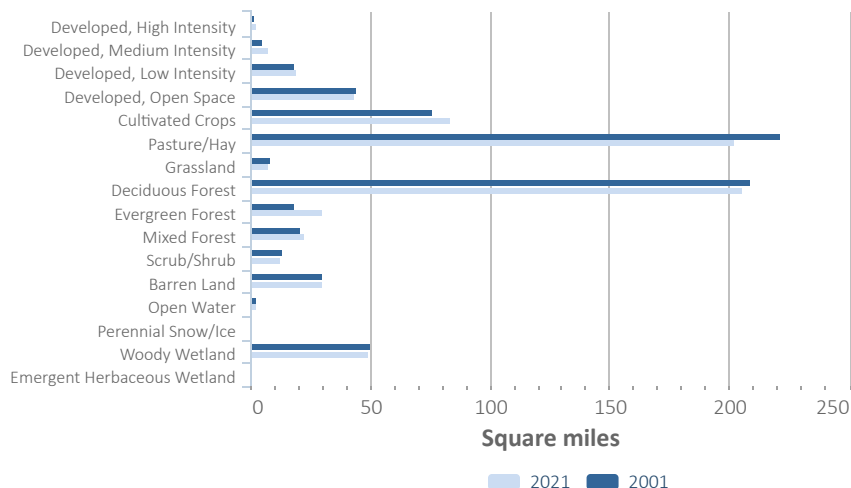 Developed, High Intensity
Developed, Medium Intensity
Developed, Low Intensity
Developed, Open Space
Cultivated Crops
Pasture/Hay
Grassland
Deciduous Forest
Evergreen Forest
Mixed Forest
Scrub/Shrub
Barren Land
Open Water
Perennial Snow/Ice
Woody Wetland
Emergent Herbaceous Wetland
0 50 100 150 200 250
Square miles
2021 2001